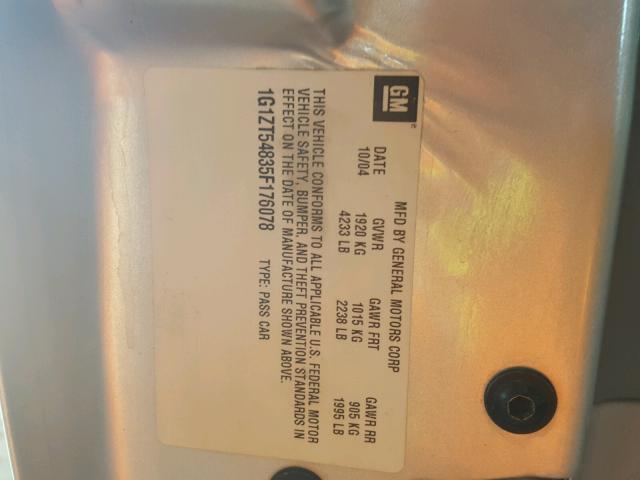 GM
MFD BY GENERAL MOTORS CORP
DATE GVWR GAWR FRT GAWR RR
10/04 1920 KG 1015 KG 905 KG
4233 LB 2238 LB 1995 LB
THIS VEHICLE CONFORMS TO ALL APPLICABLE U.S. FEDERAL MOTOR
VEHICLE SAFETY, BUMPER, AND THEFT PREVENTION STANDARDS IN
EFFECT ON THE DATE OF MANUFACTURE SHOWN ABOVE.
1G1ZT54835F176078 TYPE: PASS CAR